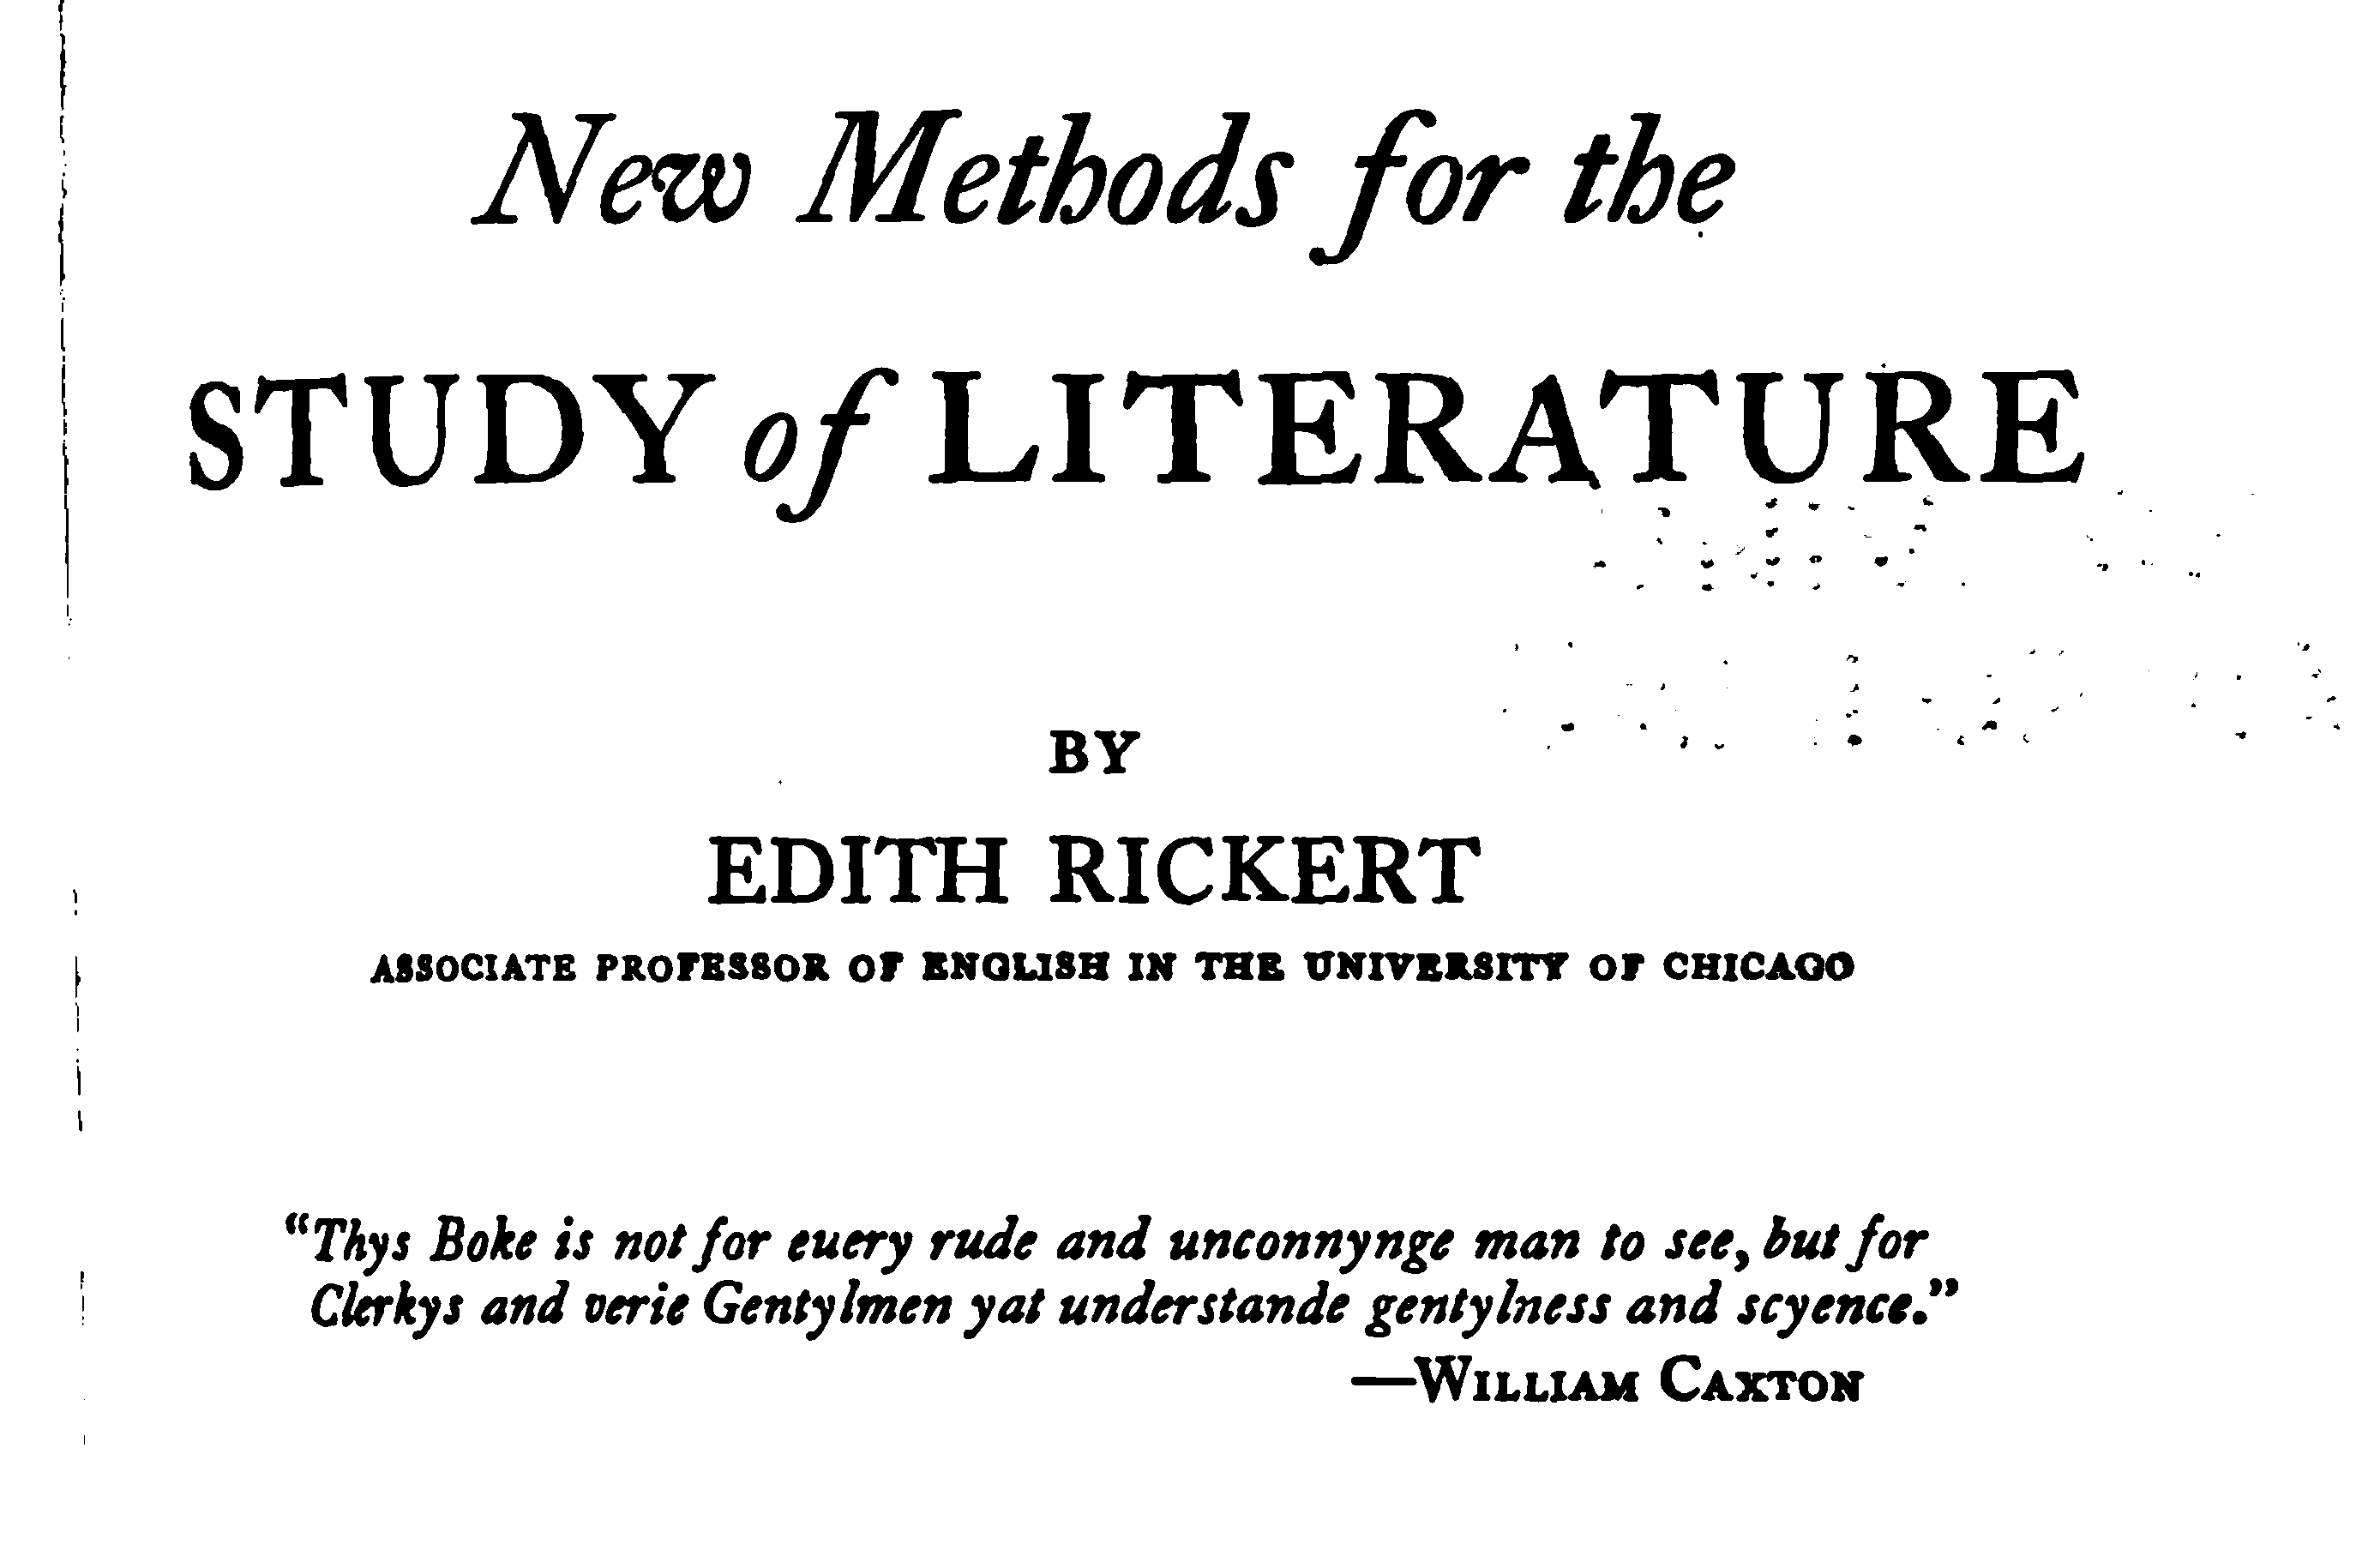 New Methods for the
STUDY of LITERATURE
BY
EDITH RICKERT
ASSOCIATE PROFESSOR OF ENGLISH IN THE UNIVERSITY OF CHICAGO
“Thys Boke is not for euery rude and unconnynge man to see, but for
Clerkys and verie Gentylmen yat understande gentylness and scyence.”
—WILLIAM CAXTON